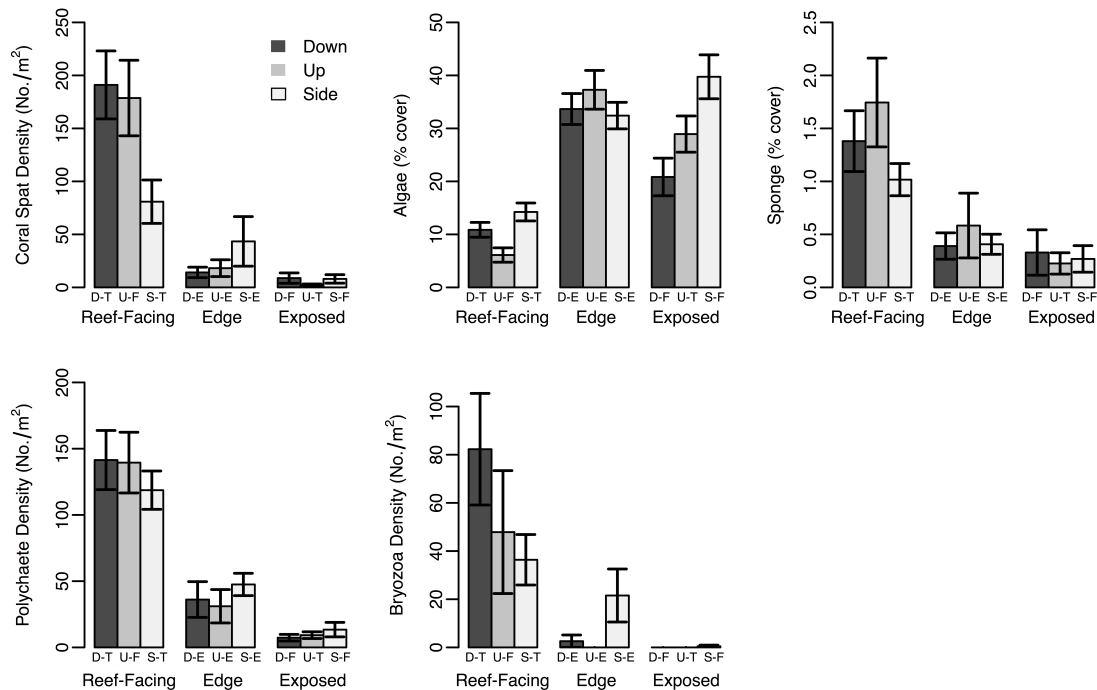 Coral Spat Density (No./m²)
250
200
150
100
50
0
Down
Up
Side
D-T U-F S-T D-E U-E S-E D-F U-T S-F
Reef-Facing Edge Exposed
Algae (% cover)
50
40
30
20
10
0
D-T U-F S-T D-E U-E S-E D-F U-T S-F
Reef-Facing Edge Exposed
Sponge (% cover)
2.5
2.0
1.5
1.0
0.5
0.0
D-T U-F S-T D-E U-E S-E D-F U-T S-F
Reef-Facing Edge Exposed
Polychaete Density (No./m²)
200
150
100
50
0
D-T U-F S-T D-E U-E S-E D-F U-T S-F
Reef-Facing Edge Exposed
Bryozoa Density (No./m²)
100
80
60
40
20
0
D-T U-F S-T D-E U-E S-E D-F U-T S-F
Reef-Facing Edge Exposed